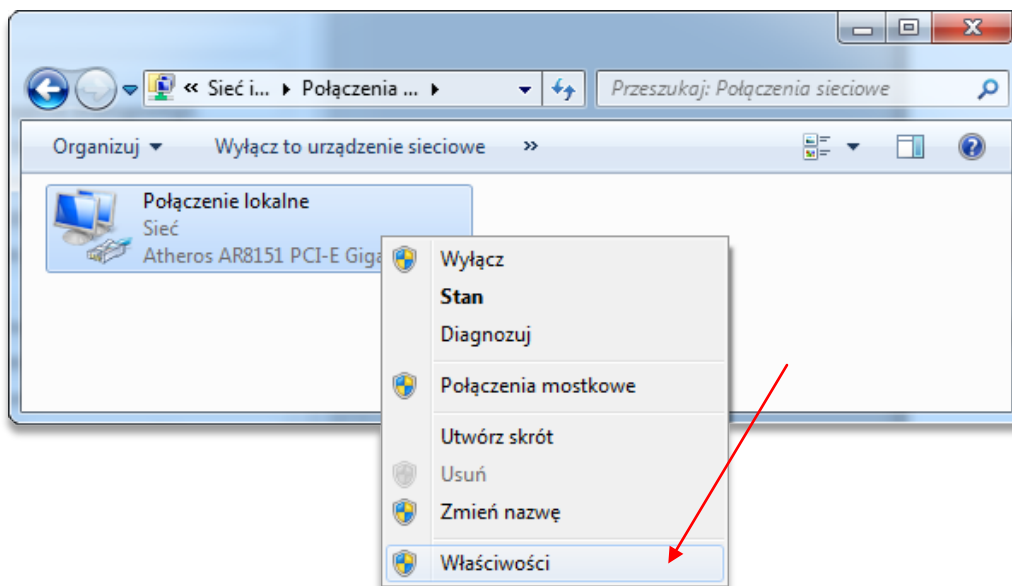 « Sieć i... Połączenia ...
Przeszukaj: Połączenia sieciowe
Organizuj
Wyłącz to urządzenie sieciowe
»
Połączenie lokalne
Sieć
Atheros AR8151 PCI-E Giga
Wyłącz
Stan
Diagnozuj
Połączenia mostkowe
Utwórz skrót
Usuń
Zmień nazwę
Właściwości